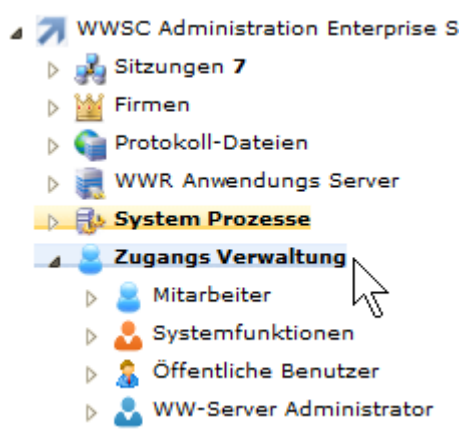 WWSC Administration Enterprise S
Sitzungen 7
Firmen
Protokoll-Dateien
WWR Anwendungs Server
System Prozesse
Zugangs Verwaltung
Mitarbeiter
Systemfunktionen
Öffentliche Benutzer
WW-Server Administrator